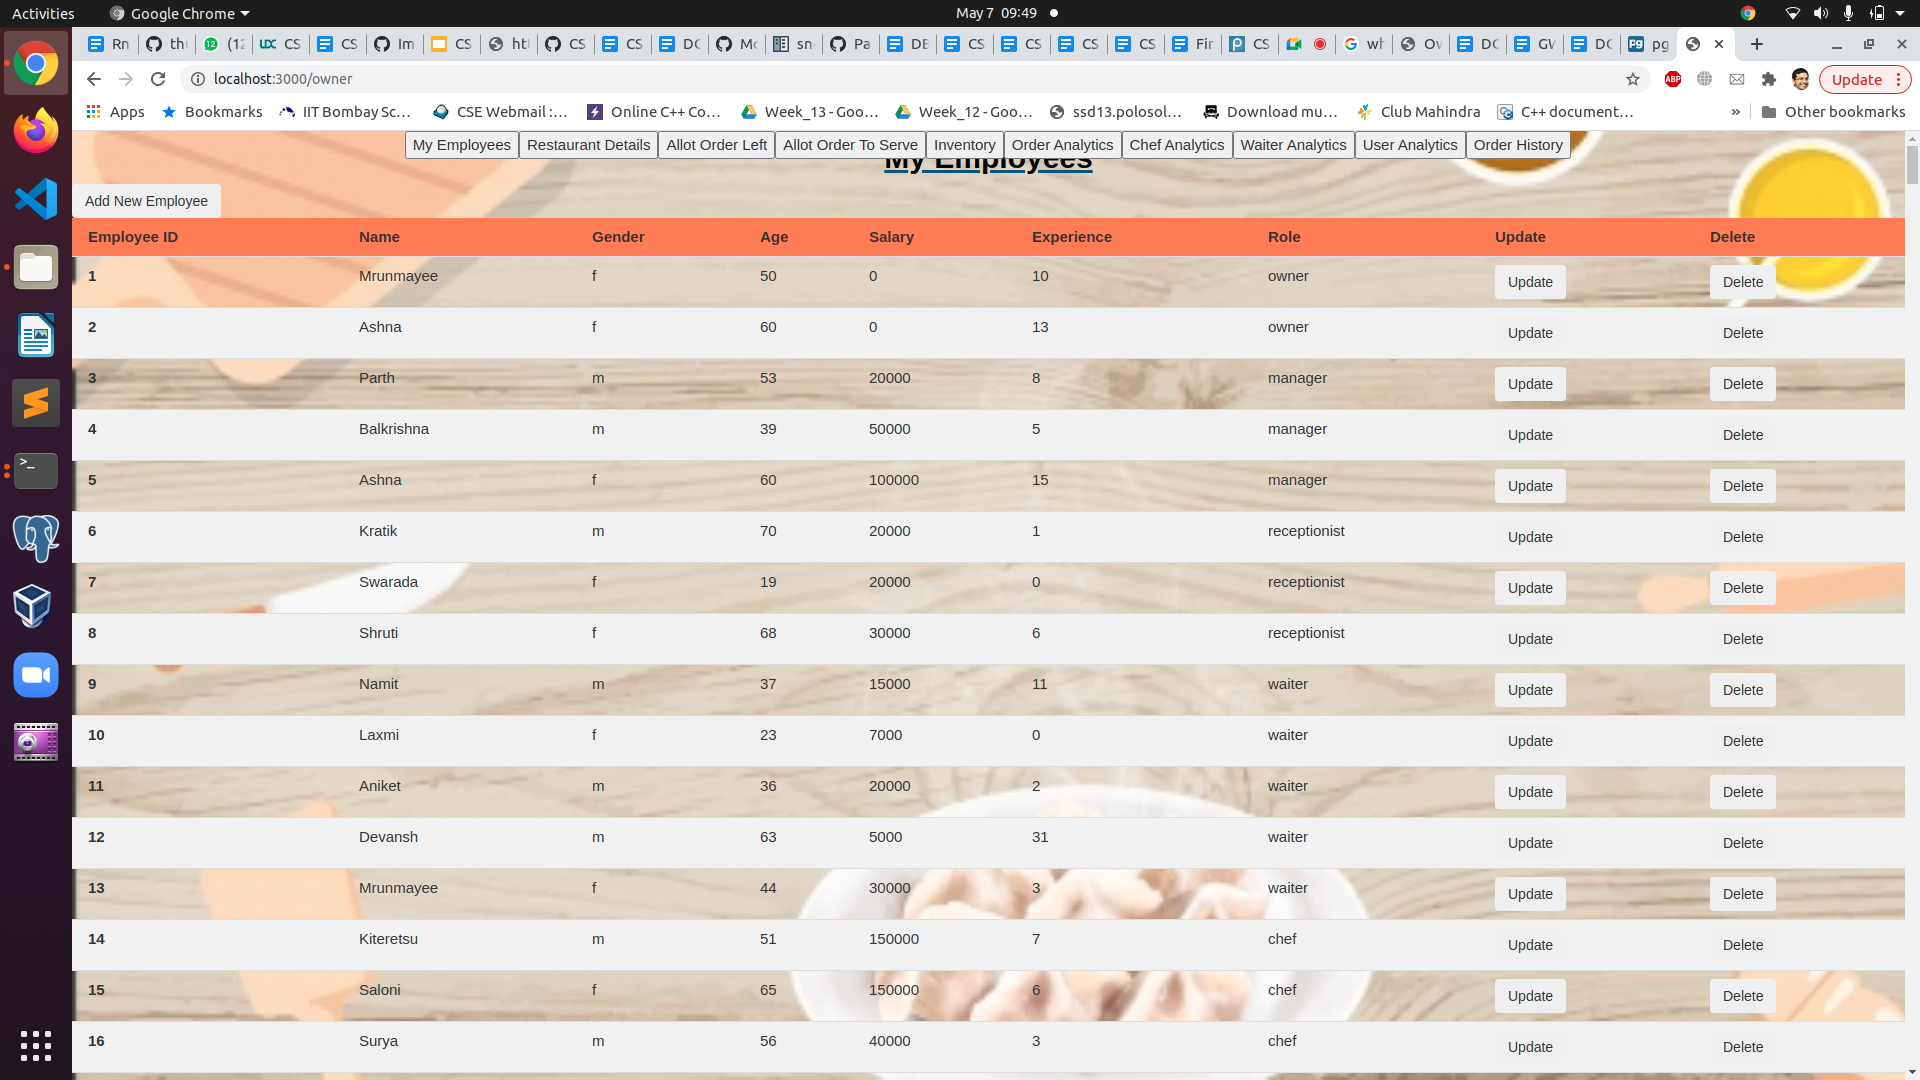 Activities Google Chrome May 7 09:49
Rn the (12 CS CS Im CS ht CS CS DC Mc sn Pa DE CS CS CS CS Fir CS wh Ov DC GV DC pg
localhost:3000/owner Update
Apps Bookmarks IIT Bombay Sc… CSE Webmail :… Online C++ Co… Week_13 - Goo… Week_12 - Goo… ssd13.polosol… Download mu… Club Mahindra C++ document… » Other bookmarks
My Employees Restaurant Details Allot Order Left Allot Order To Serve Inventory Order Analytics Chef Analytics Waiter Analytics User Analytics Order History
My Employees
Add New Employee
Employee ID Name Gender Age Salary Experience Role Update Delete
1 Mrunmayee f 50 0 10 owner Update Delete
2 Ashna f 60 0 13 owner Update Delete
3 Parth m 53 20000 8 manager Update Delete
4 Balkrishna m 39 50000 5 manager Update Delete
5 Ashna f 60 100000 15 manager Update Delete
6 Kratik m 70 20000 1 receptionist Update Delete
7 Swarada f 19 20000 0 receptionist Update Delete
8 Shruti f 68 30000 6 receptionist Update Delete
9 Namit m 37 15000 11 waiter Update Delete
10 Laxmi f 23 7000 0 waiter Update Delete
11 Aniket m 36 20000 2 waiter Update Delete
12 Devansh m 63 5000 31 waiter Update Delete
13 Mrunmayee f 44 30000 3 waiter Update Delete
14 Kiteretsu m 51 150000 7 chef Update Delete
15 Saloni f 65 150000 6 chef Update Delete
16 Surya m 56 40000 3 chef Update Delete